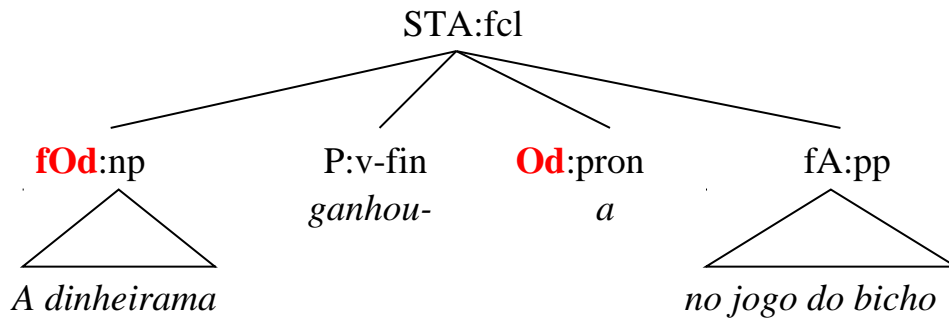 STA:fcl
fOd:np P:v-fin Od:pron fA:pp
ganhou- a
A dinheirama no jogo do bicho